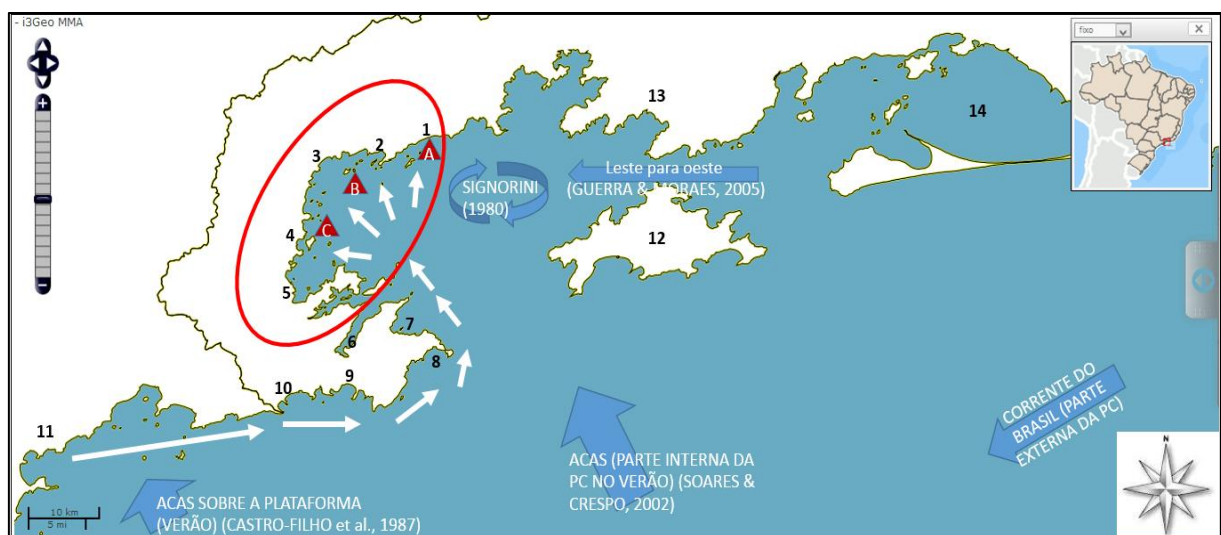 - i3Geo MMA
fixo
X
13
14
1
2
3
A
B
C
4
5
SIGNORINI
(1980)
Leste para oeste
(GUERRA & MORAES, 2005)
12
6
7
8
9
10
11
ACAS SOBRE A PLATAFORMA
(VERÃO) (CASTRO-FILHO et al., 1987)
ACAS (PARTE INTERNA DA
PC NO VERÃO) (SOARES &
CRESPO, 2002)
CORRENTE DO
BRASIL (PARTE
EXTERNA DA PC)
N
10 km
5 mi